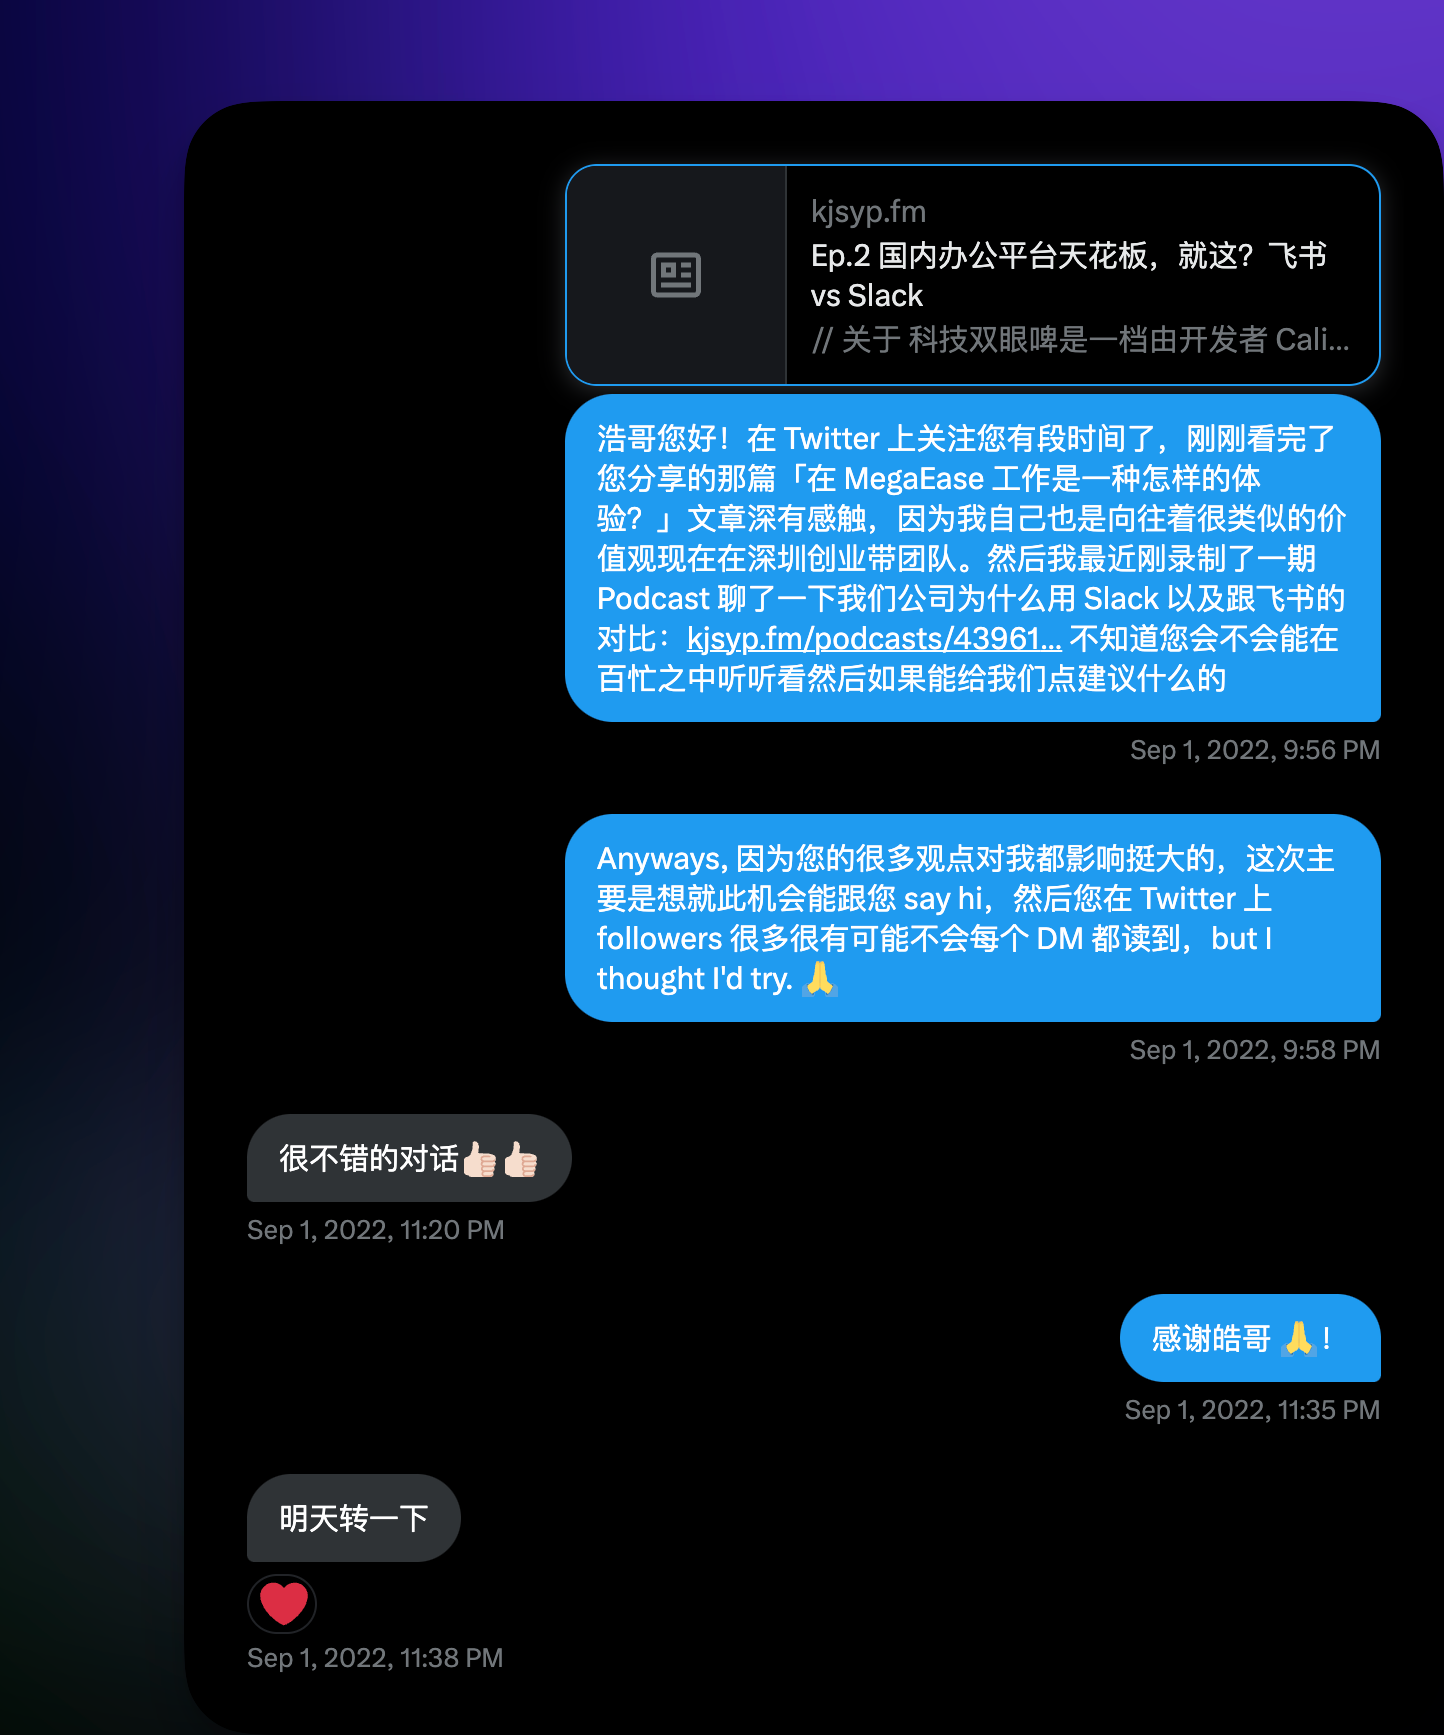 kjsyp.fm
Ep.2 国内办公平台天花板，就这？飞书
vs Slack
// 关于 科技双眼啤是一档由开发者 Cali...
浩哥您好！在 Twitter 上关注您有段时间了，刚刚看完了
您分享的那篇「在 MegaEase 工作是一种怎样的体
验？」文章深有感触，因为我自己也是向往着很类似的价
值观现在在深圳创业带团队。然后我最近刚录制了一期
Podcast 聊了一下我们公司为什么用 Slack 以及跟飞书的
对比：kjsyp.fm/podcasts/43961... 不知道您会不会能在
百忙之中听听看然后如果能给我们点建议什么的
Sep 1, 2022, 9:56 PM
Anyways, 因为您的很多观点对我都影响挺大的，这次主
要是想就此机会能跟您 say hi，然后您在 Twitter 上
followers 很多很有可能不会每个 DM 都读到，but I
thought I'd try. 🙏
Sep 1, 2022, 9:58 PM
很不错的对话👍🏻👍🏻
Sep 1, 2022, 11:20 PM
感谢皓哥 🙏！
Sep 1, 2022, 11:35 PM
明天转一下
❤️
Sep 1, 2022, 11:38 PM